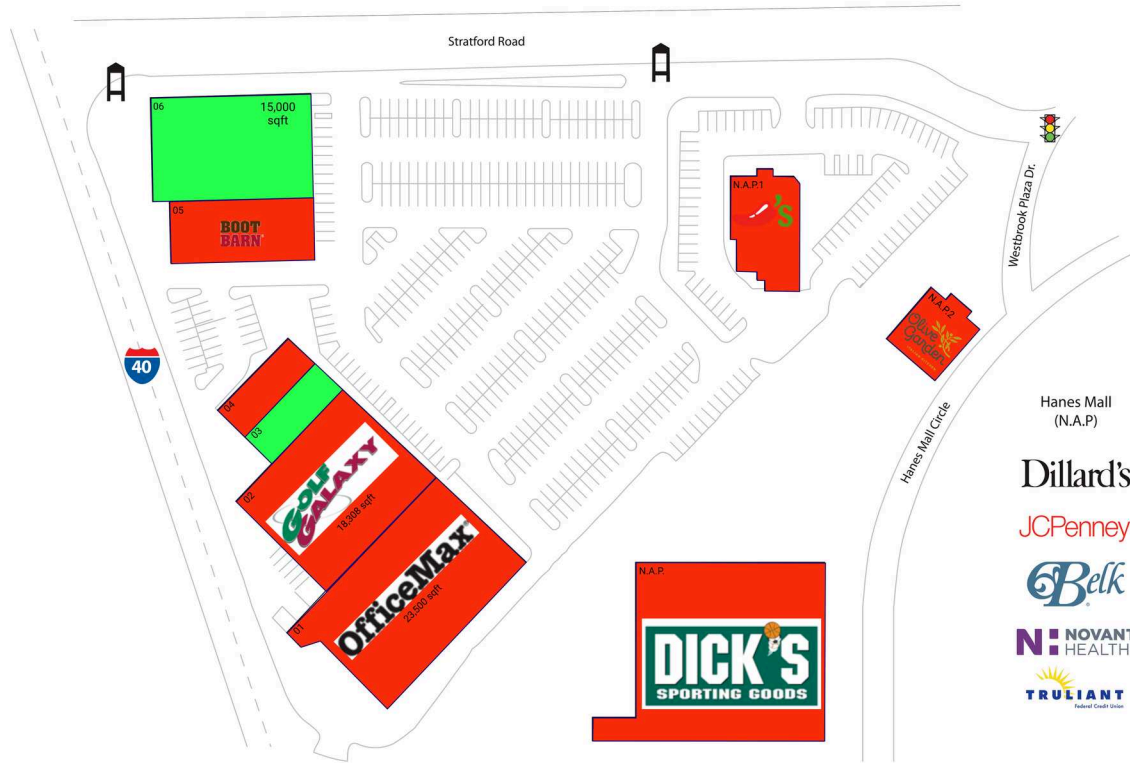 Stratford Road
06
15,000
sqft
05
BOOT
BARN
N.A.P.1
'S
Westbrook Plaza Dr.
N.A.P.2
Olive
Garden
40
04
03
02
GOLF
GALAXY
18,308 sqft
01
OfficeMax
23,500 sqft
N.A.P.
DICK'S
SPORTING GOODS
Hanes Mall Circle
Hanes Mall
(N.A.P)
Dillard's
JCPenney
Belk
NOVANT
HEALTH
TRULIANT
Federal Credit Union